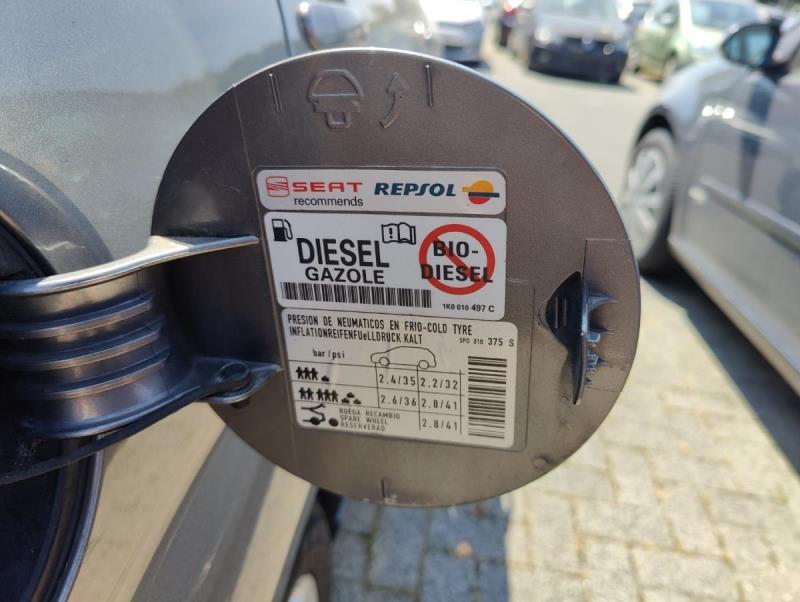 SEAT REPSOL
recommends
DIESEL
GAZOLE
BIO-
DIESEL
1K0 010 497 C
PRESION DE NEUMATICOS EN FRIO-COLD TYRE
INFLATIONREIFENFUeLLDRUCK KALT
5P0 010 375 S
bar/psi
2.4/35 2.2/32
2.6/36 2.8/41
RUEGA RECAMBIO
SPARE WHEEL
RESERVERAD
2.8/41